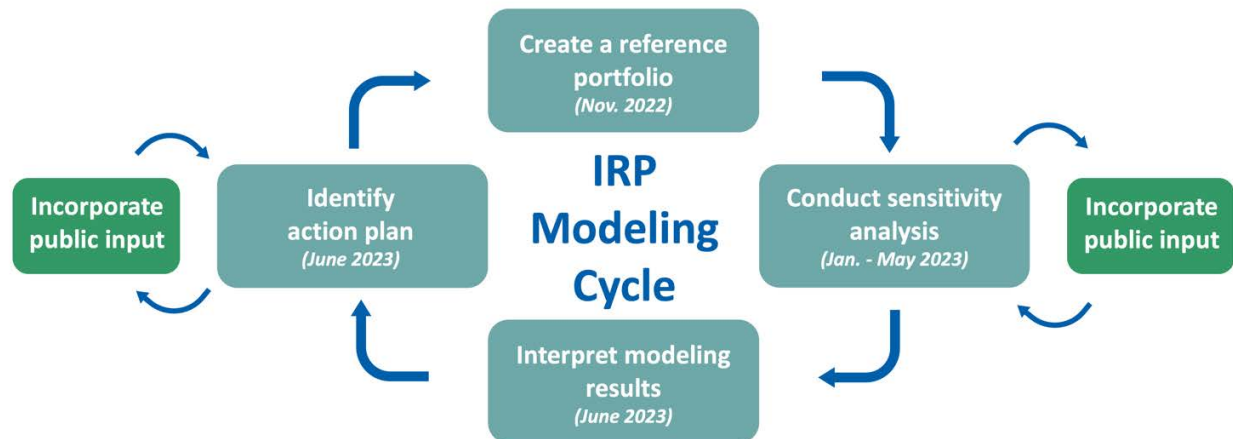 Create a reference
portfolio
(Nov. 2022)
Incorporate
public input
Identify
action plan
(June 2023)
IRP
Modeling
Cycle
Conduct sensitivity
analysis
(Jan. - May 2023)
Incorporate
public input
Interpret modeling
results
(June 2023)